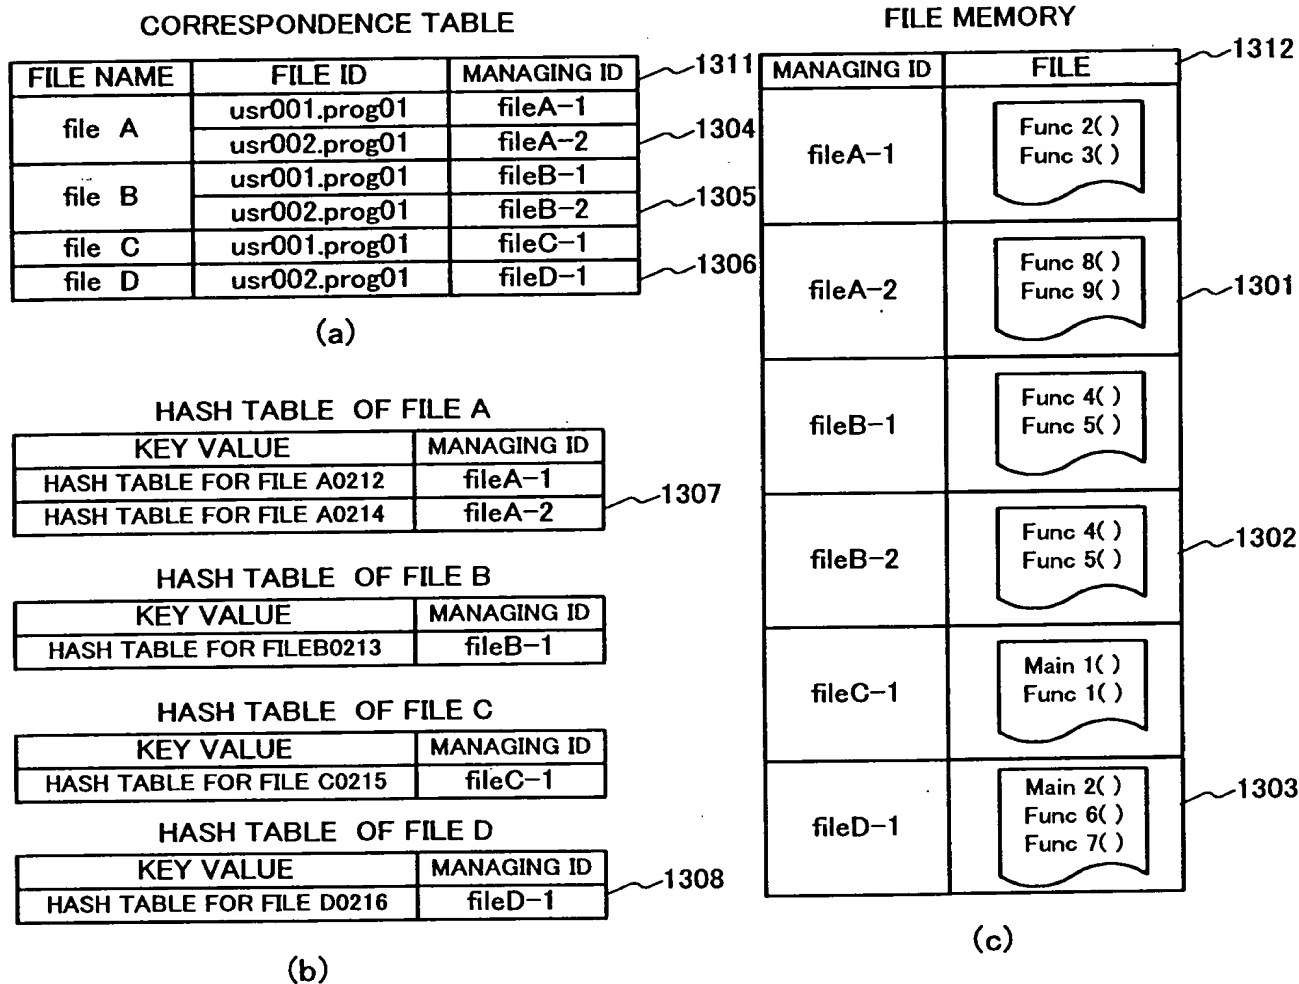 CORRESPONDENCE TABLE
FILE NAME FILE ID MANAGING ID 1311
file A usr001.prog01 fileA-1
usr002.prog01 fileA-2 1304
file B usr001.prog01 fileB-1
usr002.prog01 fileB-2 1305
file C usr001.prog01 fileC-1
file D usr002.prog01 fileD-1 1306
(a)
HASH TABLE OF FILE A
KEY VALUE MANAGING ID
HASH TABLE FOR FILE A0212 fileA-1
HASH TABLE FOR FILE A0214 fileA-2 1307
HASH TABLE OF FILE B
KEY VALUE MANAGING ID
HASH TABLE FOR FILEB0213 fileB-1
HASH TABLE OF FILE C
KEY VALUE MANAGING ID
HASH TABLE FOR FILE C0215 fileC-1
HASH TABLE OF FILE D
KEY VALUE MANAGING ID
HASH TABLE FOR FILE D0216 fileD-1 1308
(b)
FILE MEMORY
MANAGING ID FILE 1312
fileA-1
Func 2( )
Func 3( )
fileA-2
Func 8( )
Func 9( )
1301
fileB-1
Func 4( )
Func 5( )
fileB-2
Func 4( )
Func 5( )
1302
fileC-1
Main 1( )
Func 1( )
fileD-1
Main 2( )
Func 6( )
Func 7( )
1303
(c)